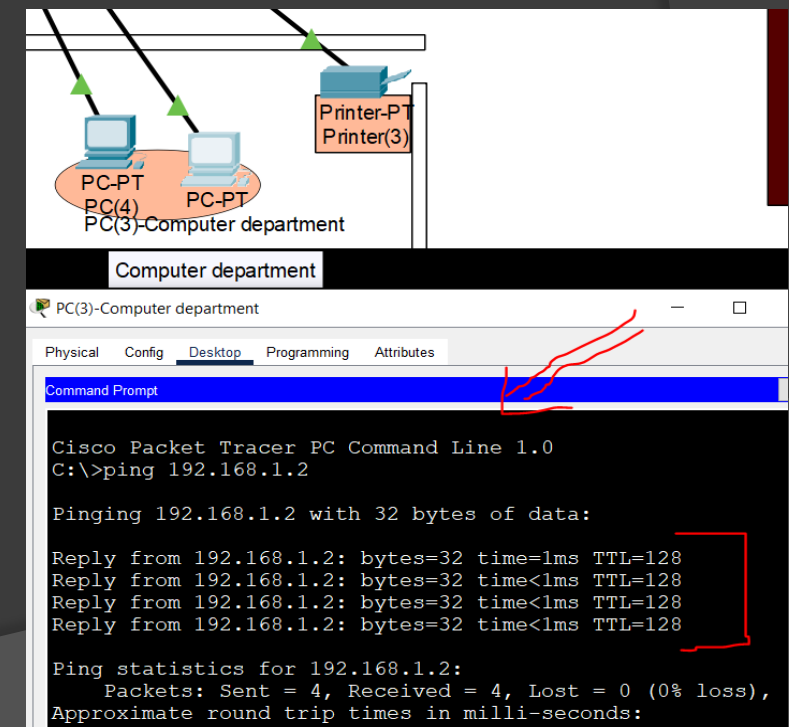 Printer-PT
Printer(3)
PC-PT
PC(4)
PC-PT
PC(3)-Computer department
Computer department
PC(3)-Computer department
Physical Config Desktop Programming Attributes
Command Prompt
Cisco Packet Tracer PC Command Line 1.0
C:\>ping 192.168.1.2
Pinging 192.168.1.2 with 32 bytes of data:
Reply from 192.168.1.2: bytes=32 time=1ms TTL=128
Reply from 192.168.1.2: bytes=32 time<1ms TTL=128
Reply from 192.168.1.2: bytes=32 time<1ms TTL=128
Reply from 192.168.1.2: bytes=32 time<1ms TTL=128
Ping statistics for 192.168.1.2:
Packets: Sent = 4, Received = 4, Lost = 0 (0% loss),
Approximate round trip times in milli-seconds: